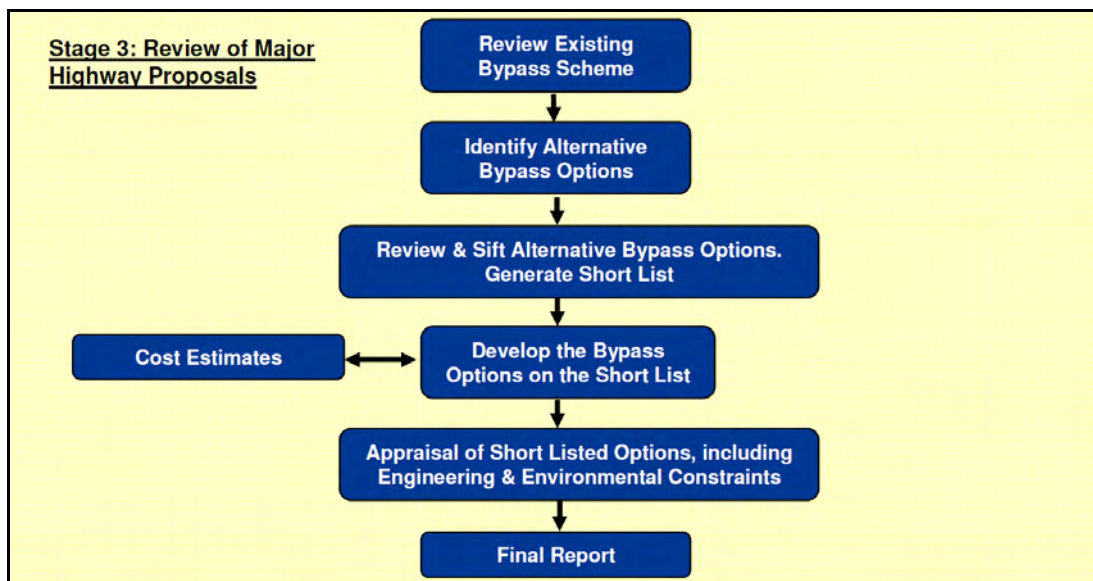 Stage 3: Review of Major
Highway Proposals
Review Existing
Bypass Scheme
Identify Alternative
Bypass Options
Review & Sift Alternative Bypass Options.
Generate Short List
Cost Estimates
Develop the Bypass
Options on the Short List
Appraisal of Short Listed Options, including
Engineering & Environmental Constraints
Final Report